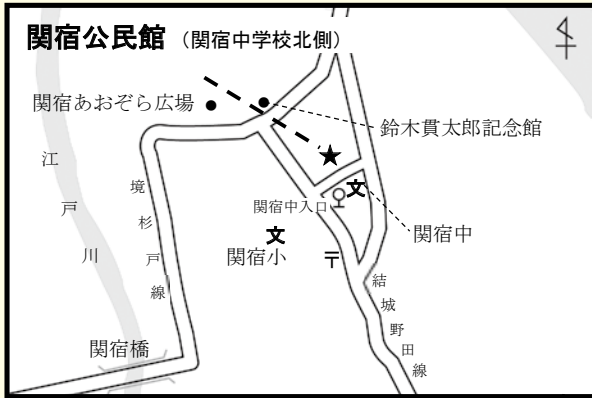 関宿公民館 （関宿中学校北側）
関宿あおぞら広場
鈴木貫太郎記念館
江戸川
境杉戸線
関宿中入口
文
関宿中
文
関宿小
〒
結城野田線
関宿橋